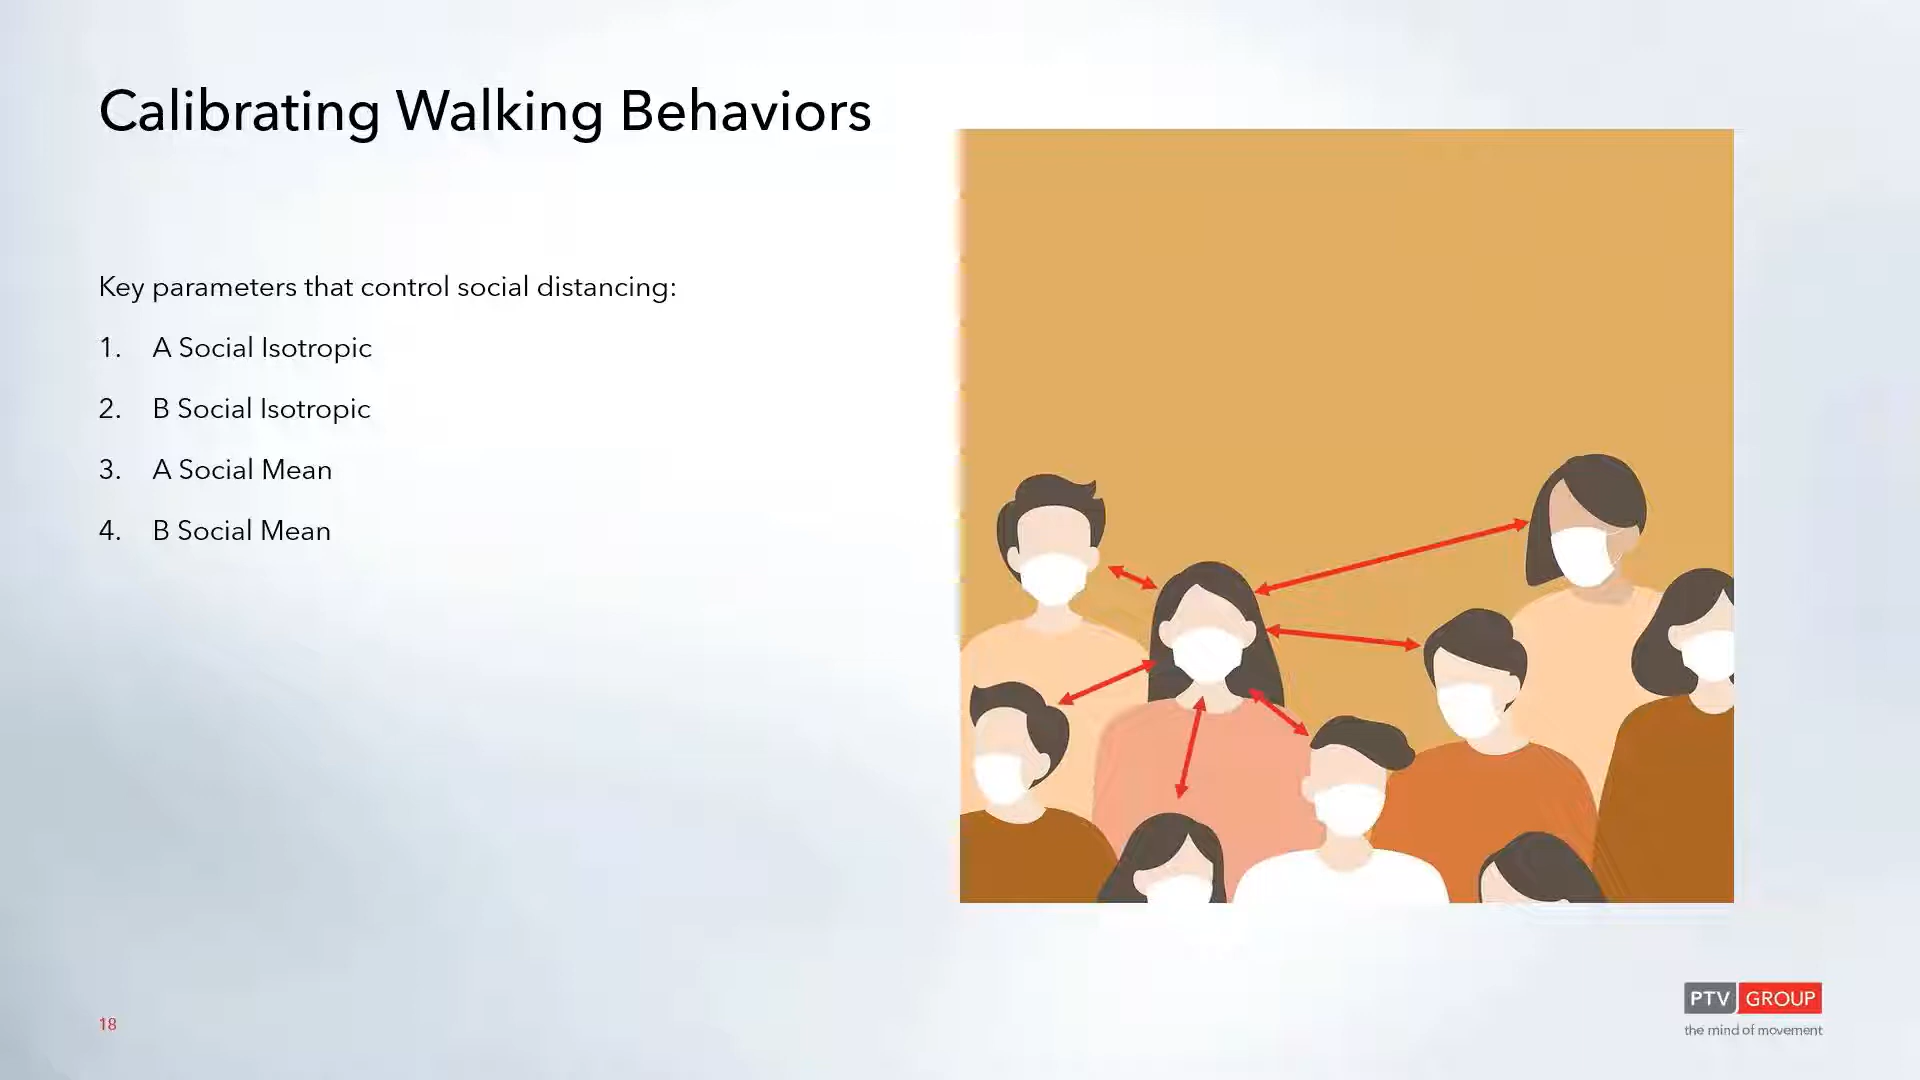 Calibrating Walking Behaviors
Key parameters that control social distancing:
1. A Social Isotropic
2. B Social Isotropic
3. A Social Mean
4. B Social Mean
18
PTV GROUP
the mind of movement